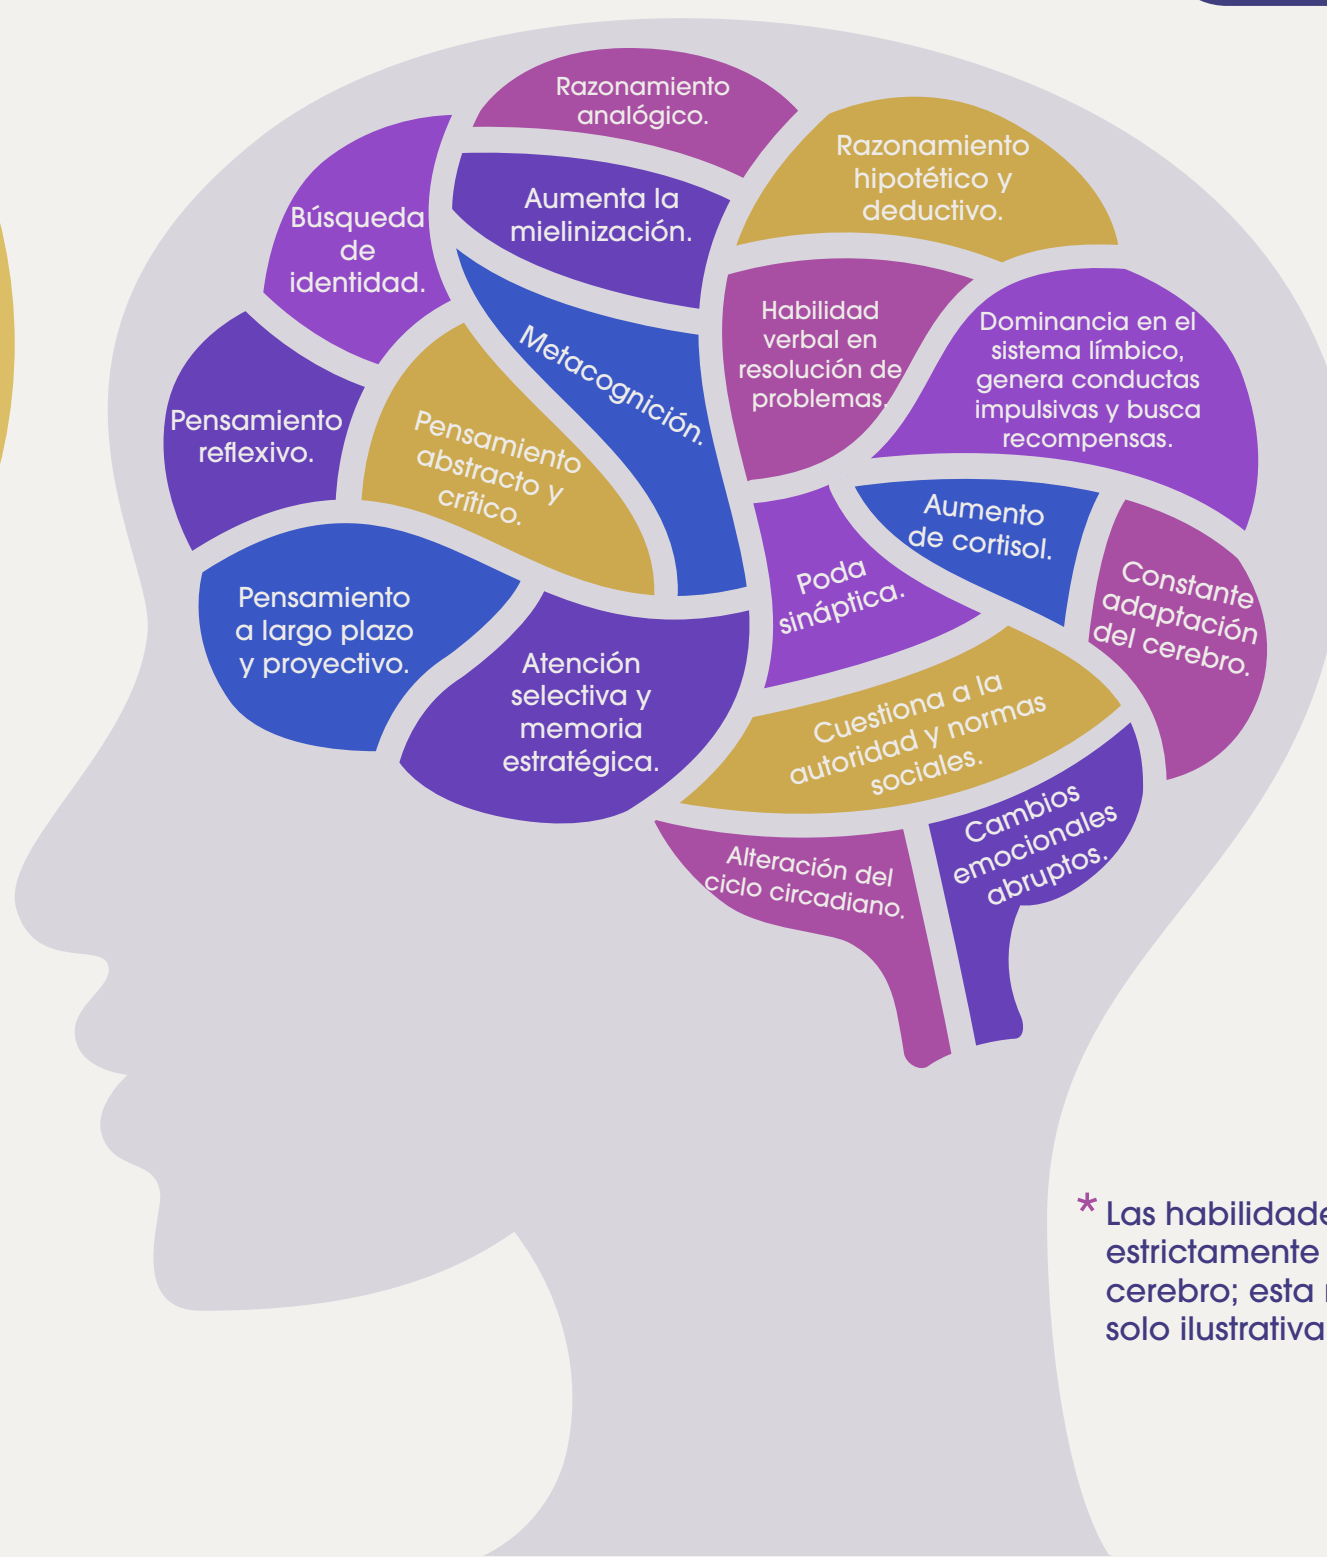 Razonamiento
analógico.
Razonamiento
hipotético y
deductivo.
Búsqueda
de
identidad.
Aumenta la
mielinización.
Metacognición.
Habilidad
verbal en
resolución de
problemas.
Dominancia en el
sistema límbico,
genera conductas
impulsivas y busca
recompensas.
Pensamiento
reflexivo.
Pensamiento
abstracto y
crítico.
Aumento
de cortisol.
Poda
sináptica.
Constante
adaptación
del cerebro.
Pensamiento
a largo plazo
y proyectivo.
Atención
selectiva y
memoria
estratégica.
Cuestiona a la
autoridad y normas
sociales.
Cambios
emocionales
abruptos.
Alteración del
ciclo circadiano.
* Las
estrictamente
cerebro; esta
solo ilustrativa